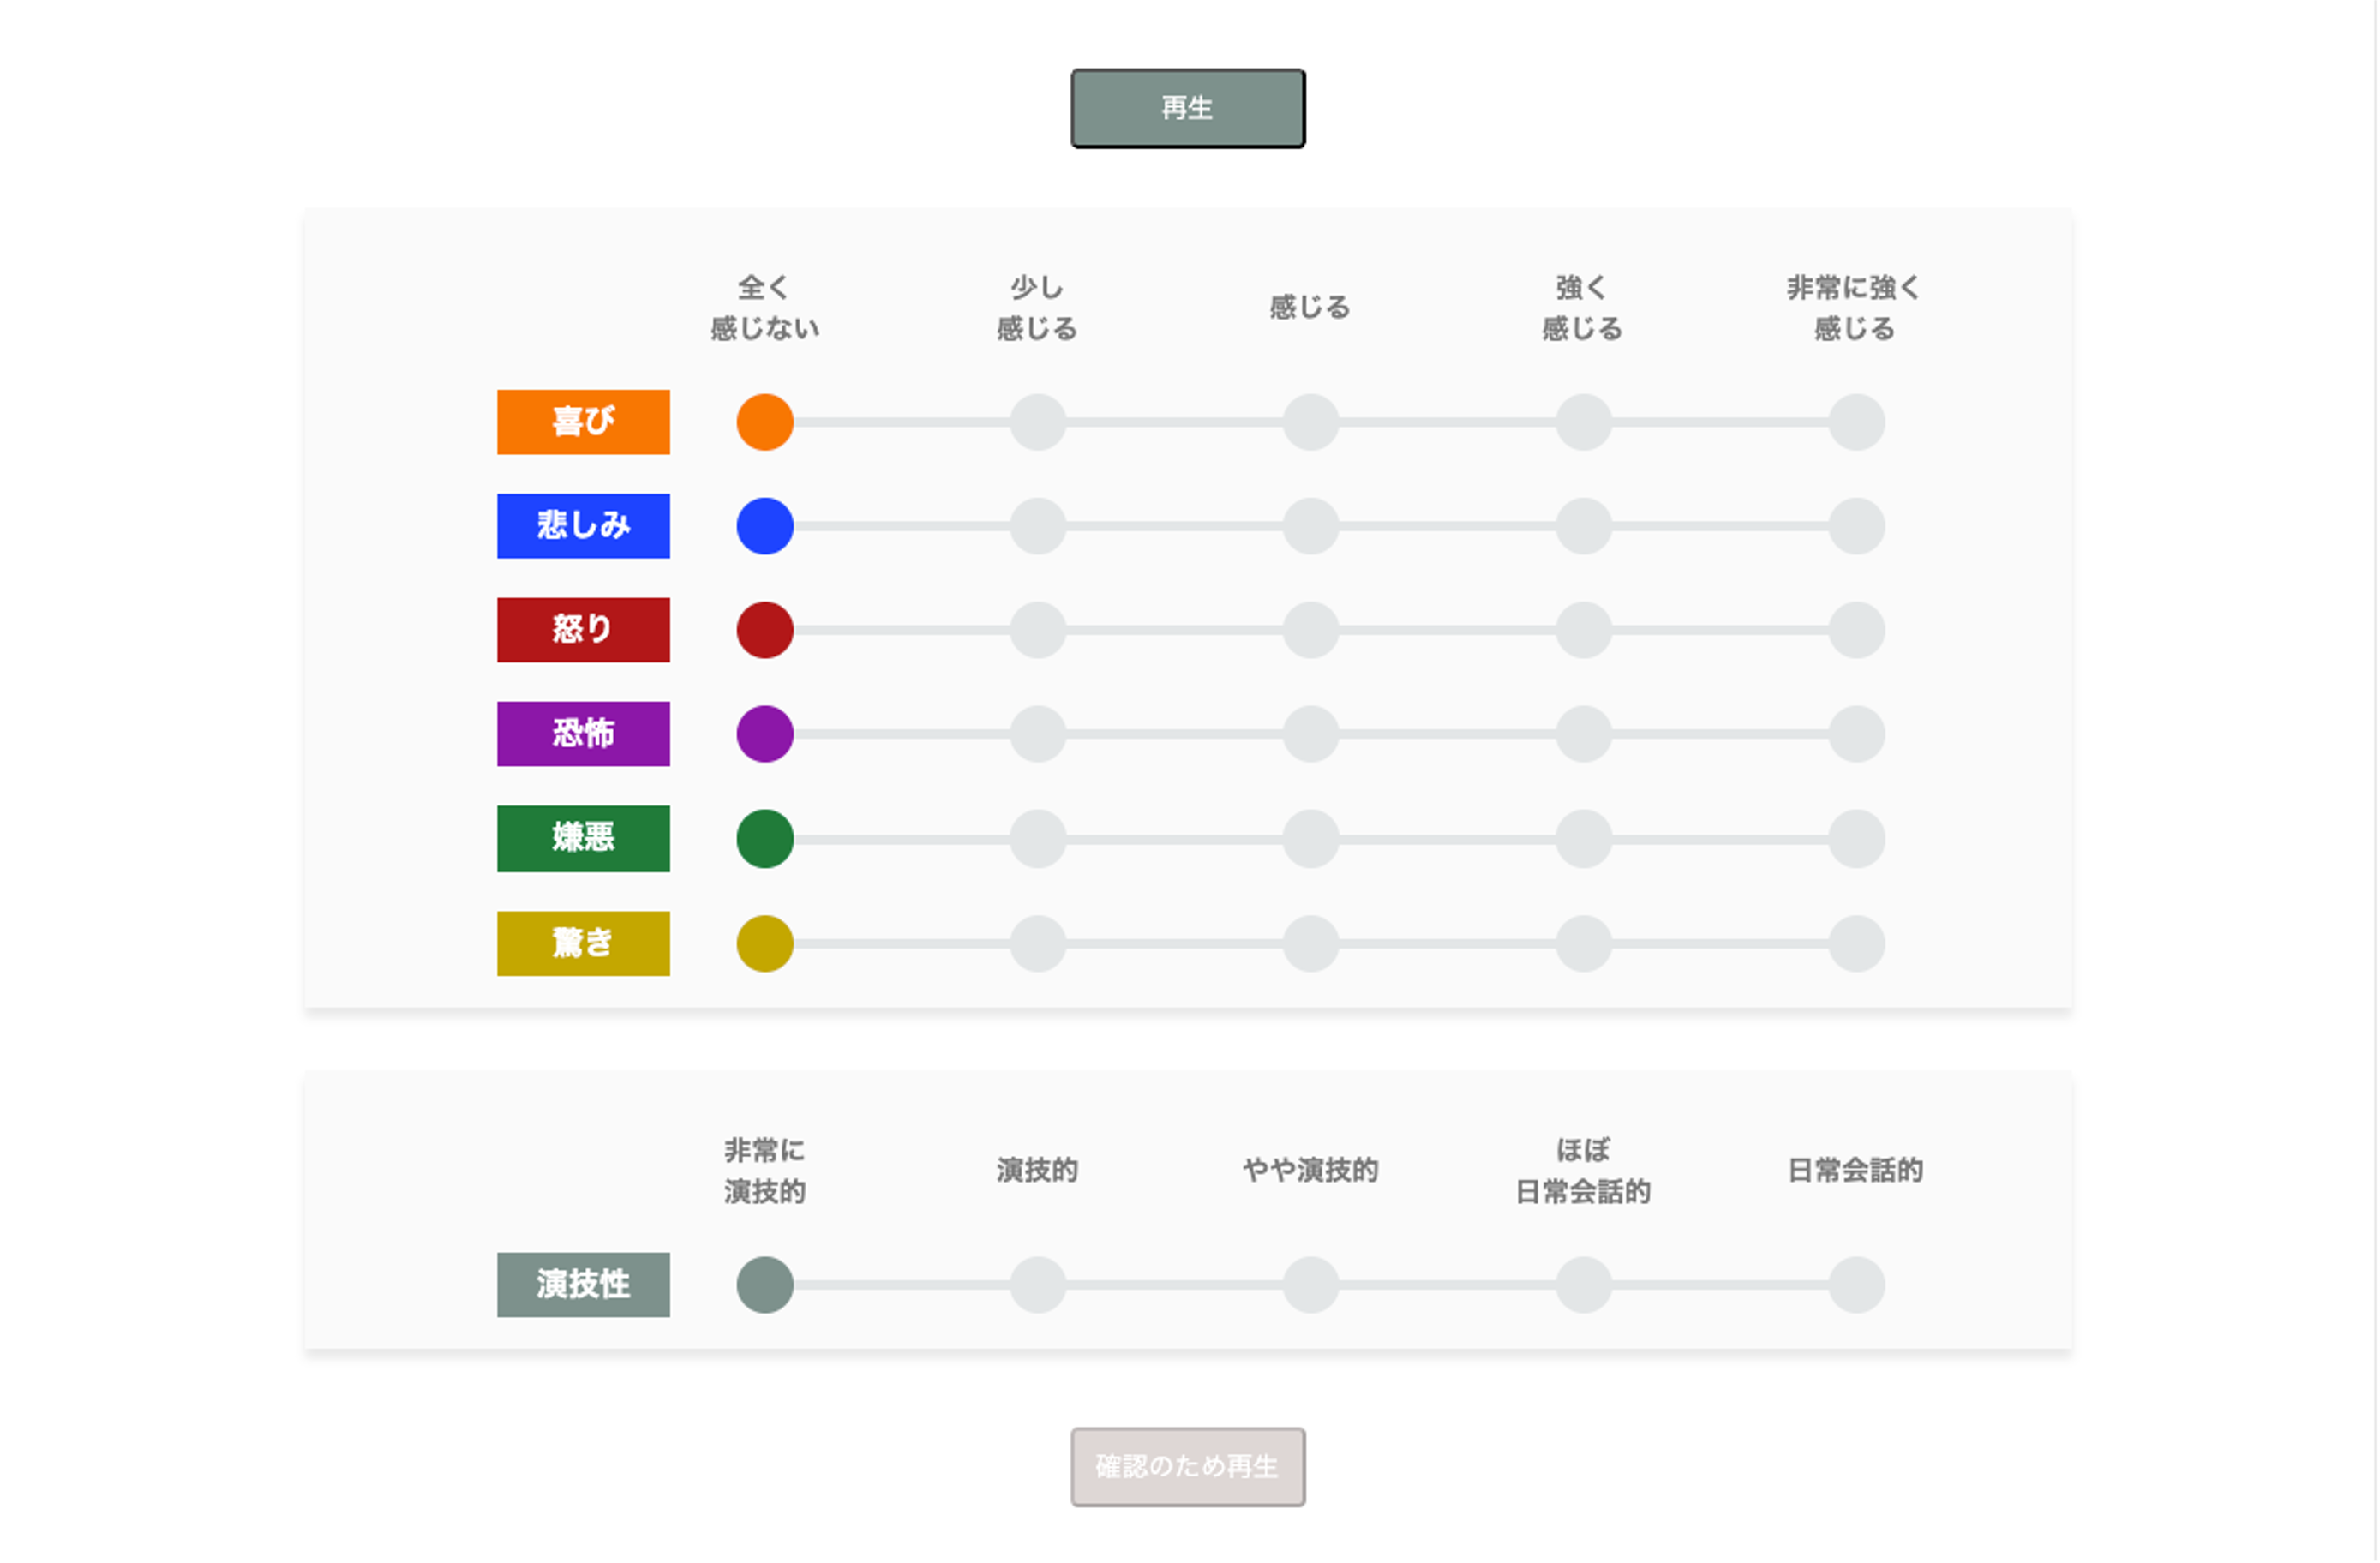 再生
全く
感じない
少し
感じる
感じる
強く
感じる
非常に強く
感じる
喜び
悲しみ
怒り
恐怖
嫌悪
驚き
非常に
演技的
演技的
やや演技的
ほぼ
日常会話的
日常会話的
演技性
確認のため再生